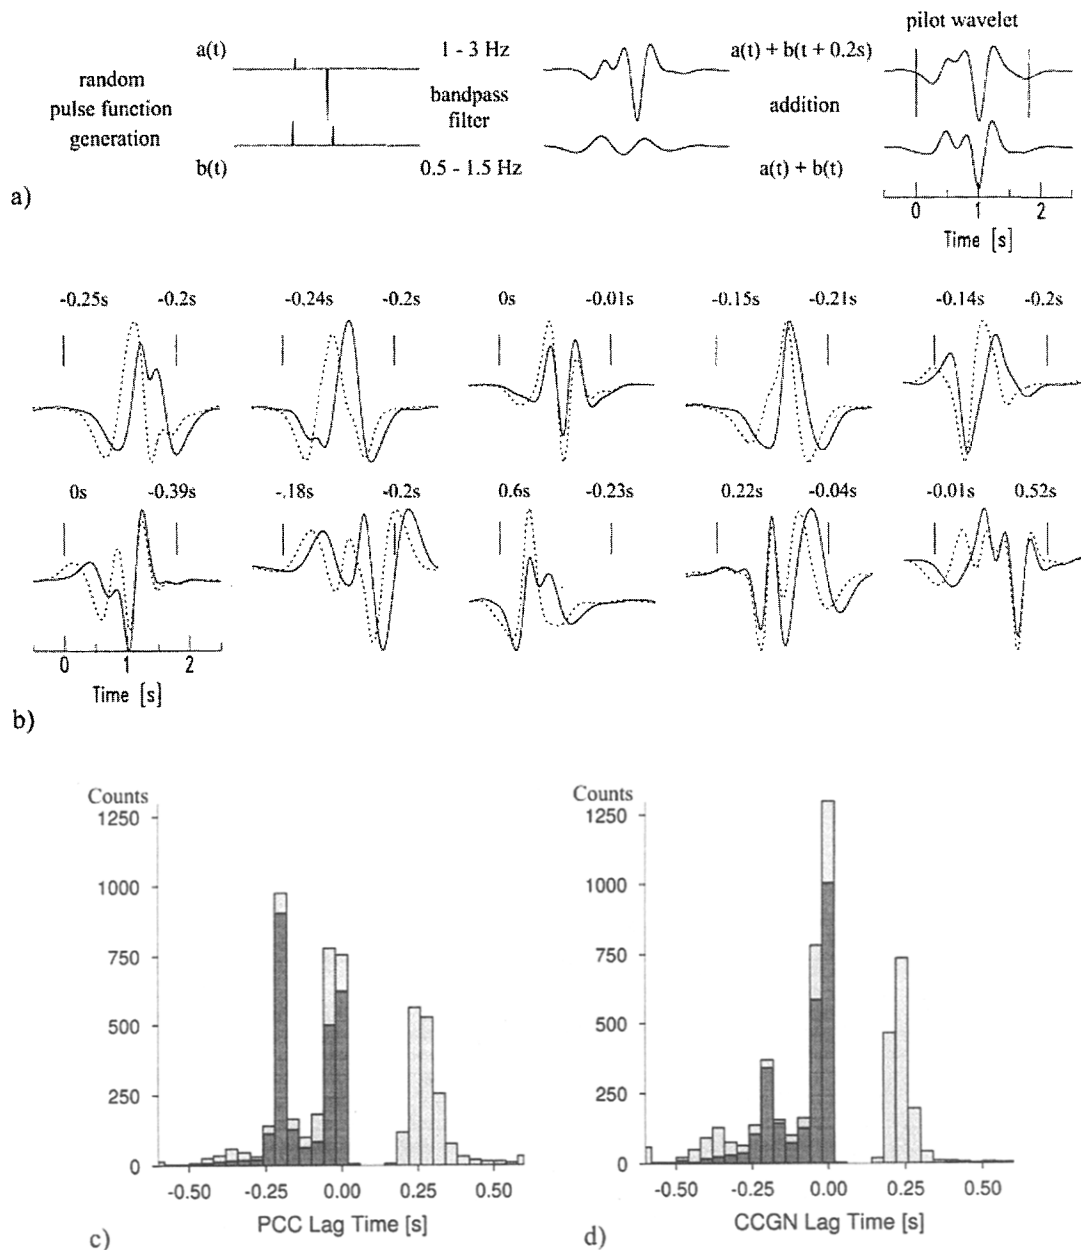 pilot wavelet
a(t) 1 - 3 Hz a(t) + b(t + 0.2s)
random
pulse function
generation
bandpass
filter
addition
b(t) 0.5 - 1.5 Hz a(t) + b(t)
a)
0 1 2
Time [s]
-0.25s -0.2s -0.24s -0.2s 0s -0.01s -0.15s -0.21s -0.14s -0.2s
0s -0.39s -.18s -0.2s 0.6s -0.23s 0.22s -0.04s -0.01s 0.52s
0 1 2
Time [s]
b)
Counts
1250
1000
750
500
250
0
-0.50 -0.25 0.00 0.25 0.50
PCC Lag Time [s]
c)
Counts
1250
1000
750
500
250
0
-0.50 -0.25 0.00 0.25 0.50
CCGN Lag Time [s]
d)